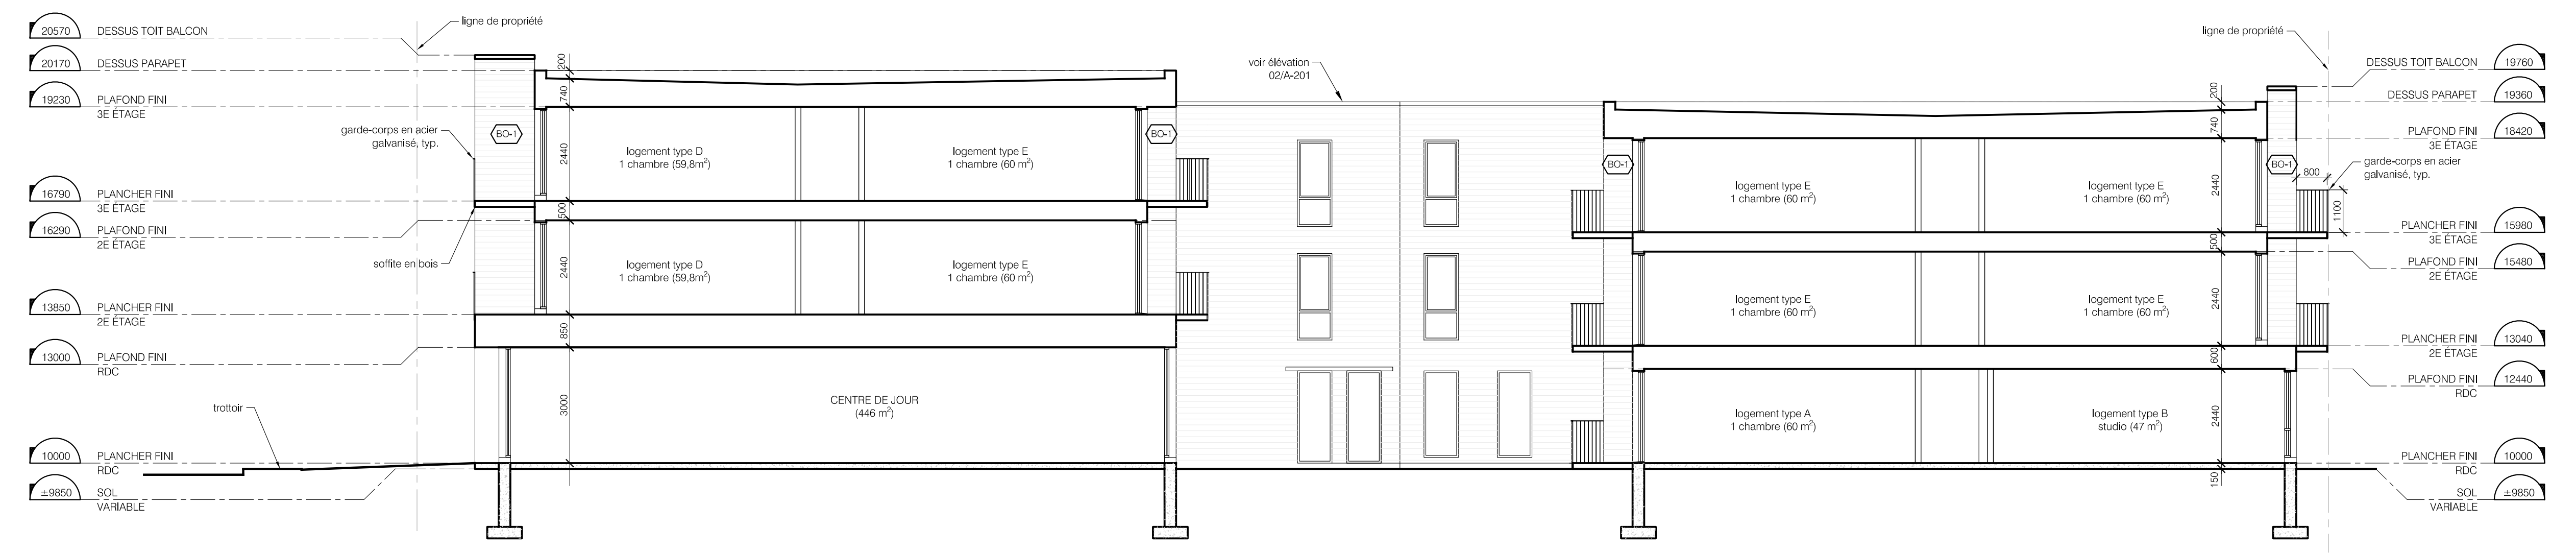 20570 DESSUS TOIT BALCON
20170 DESSUS PARAPET
19230 PLAFOND FINI
3E ÉTAGE
16790 PLANCHER FINI
3E ÉTAGE
16290 PLAFOND FINI
2E ÉTAGE
13850 PLANCHER FINI
2E ÉTAGE
13000 PLAFOND FINI
RDC
10000 PLANCHER FINI
RDC
±9850 SOL
VARIABLE
ligne de propriété
garde-corps en acier
galvanisé, typ.
soffite en bois
trottoir
BO-1
200
740
2440
500
2440
850
3000
logement type D
1 chambre (59,8m²)
logement type E
1 chambre (60 m²)
logement type D
1 chambre (59,8m²)
logement type E
1 chambre (60 m²)
CENTRE DE JOUR
(446 m²)
BO-1
voir élévation
02/A-201
BO-1
logement type E
1 chambre (60 m²)
logement type E
1 chambre (60 m²)
logement type E
1 chambre (60 m²)
logement type E
1 chambre (60 m²)
logement type A
1 chambre (60 m²)
logement type B
studio (47 m²)
200
740
2440
500
2440
600
2440
150
BO-1
800
1100
ligne de propriété
garde-corps en acier
galvanisé, typ.
DESSUS TOIT BALCON 19760
DESSUS PARAPET 19360
PLAFOND FINI 18420
3E ÉTAGE
PLANCHER FINI 15980
3E ÉTAGE
PLAFOND FINI 15480
2E ÉTAGE
PLANCHER FINI 13040
2E ÉTAGE
PLAFOND FINI 12440
RDC
PLANCHER FINI 10000
RDC
SOL ±9850
VARIABLE